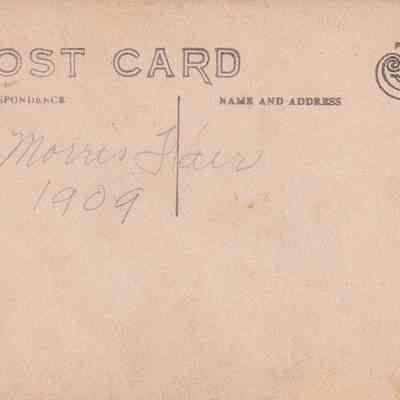 OST CARD
SPONDENCE
NAME AND ADDRESS
Morris Fair
1909